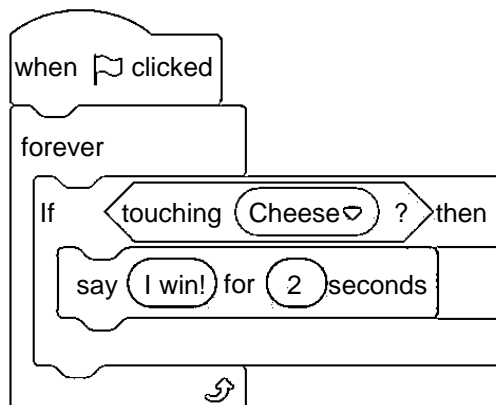 when clicked
forever
If touching Cheese ? then
say I win! for 2 seconds